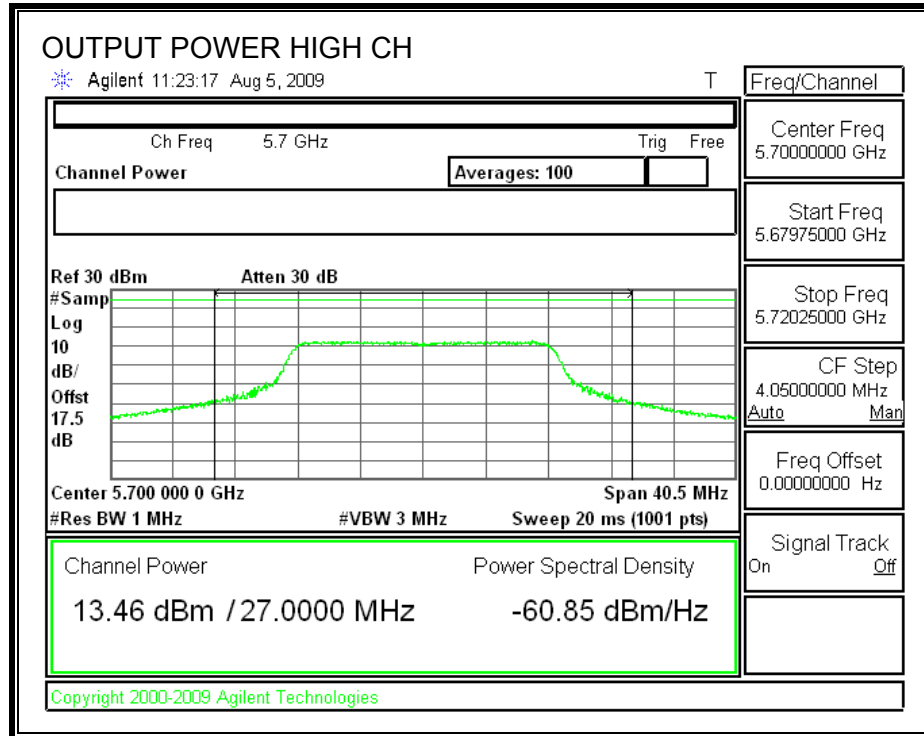 OUTPUT POWER HIGH CH
Agilent 11:23:17 Aug 5, 2009 T
Freq/Channel
Ch Freq 5.7 GHz Trig Free
Channel Power Averages: 100
Center Freq
5.70000000 GHz
Start Freq
5.67975000 GHz
Stop Freq
5.72025000 GHz
CF Step
4.05000000 MHz
Auto Man
Freq Offset
0.00000000 Hz
Signal Track
On Off
Ref 30 dBm Atten 30 dB
#Samp
Log
10
dB/
Offst
17.5
dB
Center 5.700 000 0 GHz Span 40.5 MHz
#Res BW 1 MHz #VBW 3 MHz Sweep 20 ms (1001 pts)
Channel Power Power Spectral Density
13.46 dBm / 27.0000 MHz -60.85 dBm/Hz
Copyright 2000-2009 Agilent Technologies